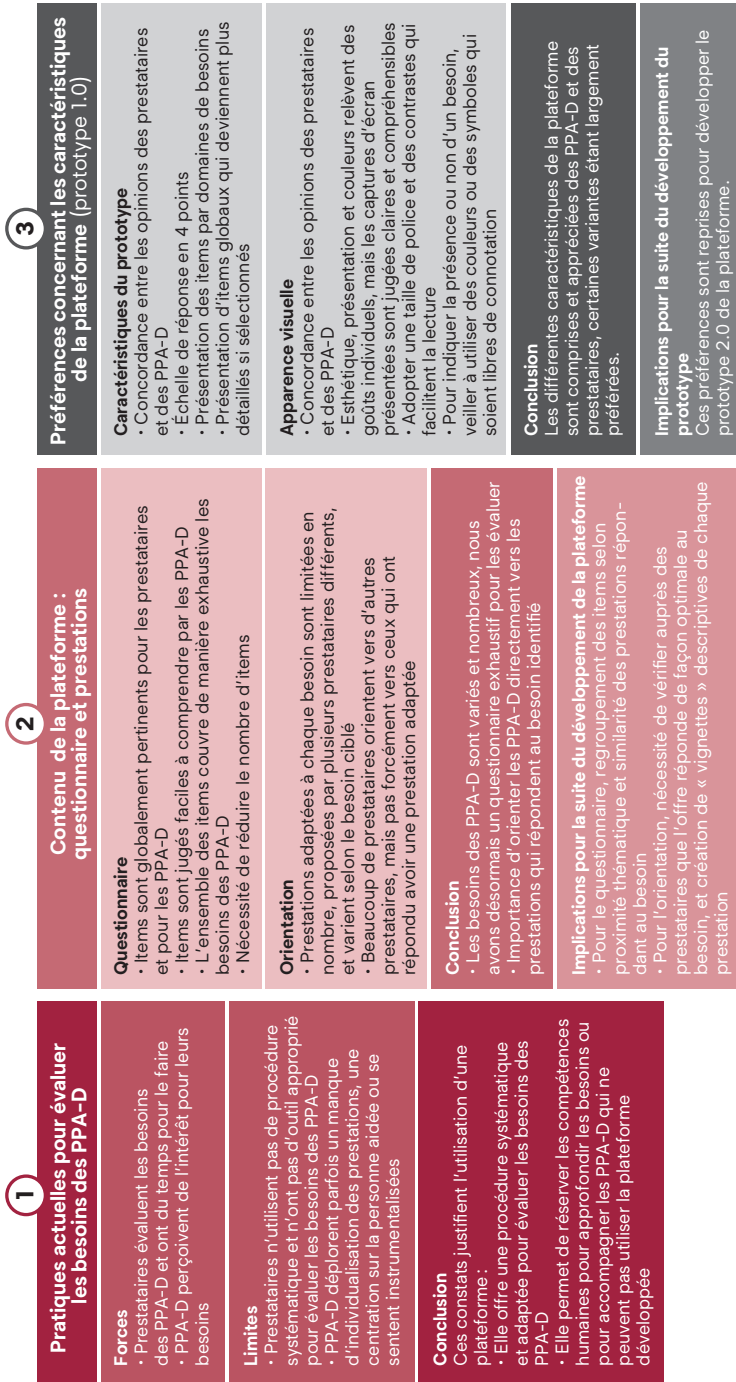 1
Pratiques actuelles pour évaluer
les besoins des PPA-D
Forces
• Prestataires évaluent les besoins
des PPA-D et ont du temps pour le faire
• PPA-D perçoivent de l'intérêt pour leurs
besoins
Limites
• Prestataires n'utilisent pas de procédure
systématique et n'ont pas d'outil approprié
pour évaluer les besoins des PPA-D
• PPA-D déplorent parfois un manque
d'individualisation des prestations, une
centration sur la personne aidée ou se
sentent instrumentalisées
Conclusion
Ces constats justifient l'utilisation d'une
plateforme :
• Elle offre une procédure systématique
et adaptée pour évaluer les besoins des
PPA-D
• Elle permet de réserver les compétences
humaines pour approfondir les besoins ou
pour accompagner les PPA-D qui ne
peuvent pas utiliser la plateforme
développée
2
Contenu de la plateforme :
questionnaire et prestations
Questionnaire
• Items sont globalement pertinents pour les prestataires
et pour les PPA-D
• Items sont jugés faciles à comprendre par les PPA-D
• L'ensemble des items couvre de manière exhaustive les
besoins des PPA-D
• Nécessité de réduire le nombre d'items
Orientation
• Prestations adaptées à chaque besoin sont limitées en
nombre, proposées par plusieurs prestataires différents,
et varient selon le besoin ciblé
• Beaucoup de prestataires orientent vers d'autres
prestataires, mais pas forcément vers ceux qui ont
répondu avoir une prestation adaptée
Conclusion
• Les besoins des PPA-D sont variés et nombreux, nous
avons désormais un questionnaire exhaustif pour les évaluer
• Importance d'orienter les PPA-D directement vers les
prestations qui répondent au besoin identifié
Implications pour la suite du développement de la plateforme
• Pour le questionnaire, regroupement des items selon
proximité thématique et similarité des prestations répon-
dant au besoin
• Pour l'orientation, nécessité de vérifier auprès des
prestataires que l'offre réponde de façon optimale au
besoin, et création de « vignettes » descriptives de chaque
prestation
3
Préférences concernant les caractéristiques
de la plateforme (prototype 1.0)
Caractéristiques du prototype
• Concordance entre les opinions des prestataires
et des PPA-D
• Échelle de réponse en 4 points
• Présentation des items par domaines de besoins
• Présentation d'items globaux qui deviennent plus
détaillés si sélectionnés
Apparence visuelle
• Concordance entre les opinions des prestataires
et des PPA-D
• Esthétique, présentation et couleurs relèvent des
goûts individuels, mais les captures d'écran
présentées sont jugées claires et compréhensibles
• Adopter une taille de police et des contrastes qui
facilitent la lecture
• Pour indiquer la présence ou non d'un besoin,
veiller à utiliser des couleurs ou des symboles qui
soient libres de connotation
Conclusion
Les différentes caractéristiques de la plateforme
sont comprises et appréciées des PPA-D et des
prestataires, certaines variantes étant largement
préférées.
Implications pour la suite du développement du
prototype
Ces préférences sont reprises pour développer le
prototype 2.0 de la plateforme.